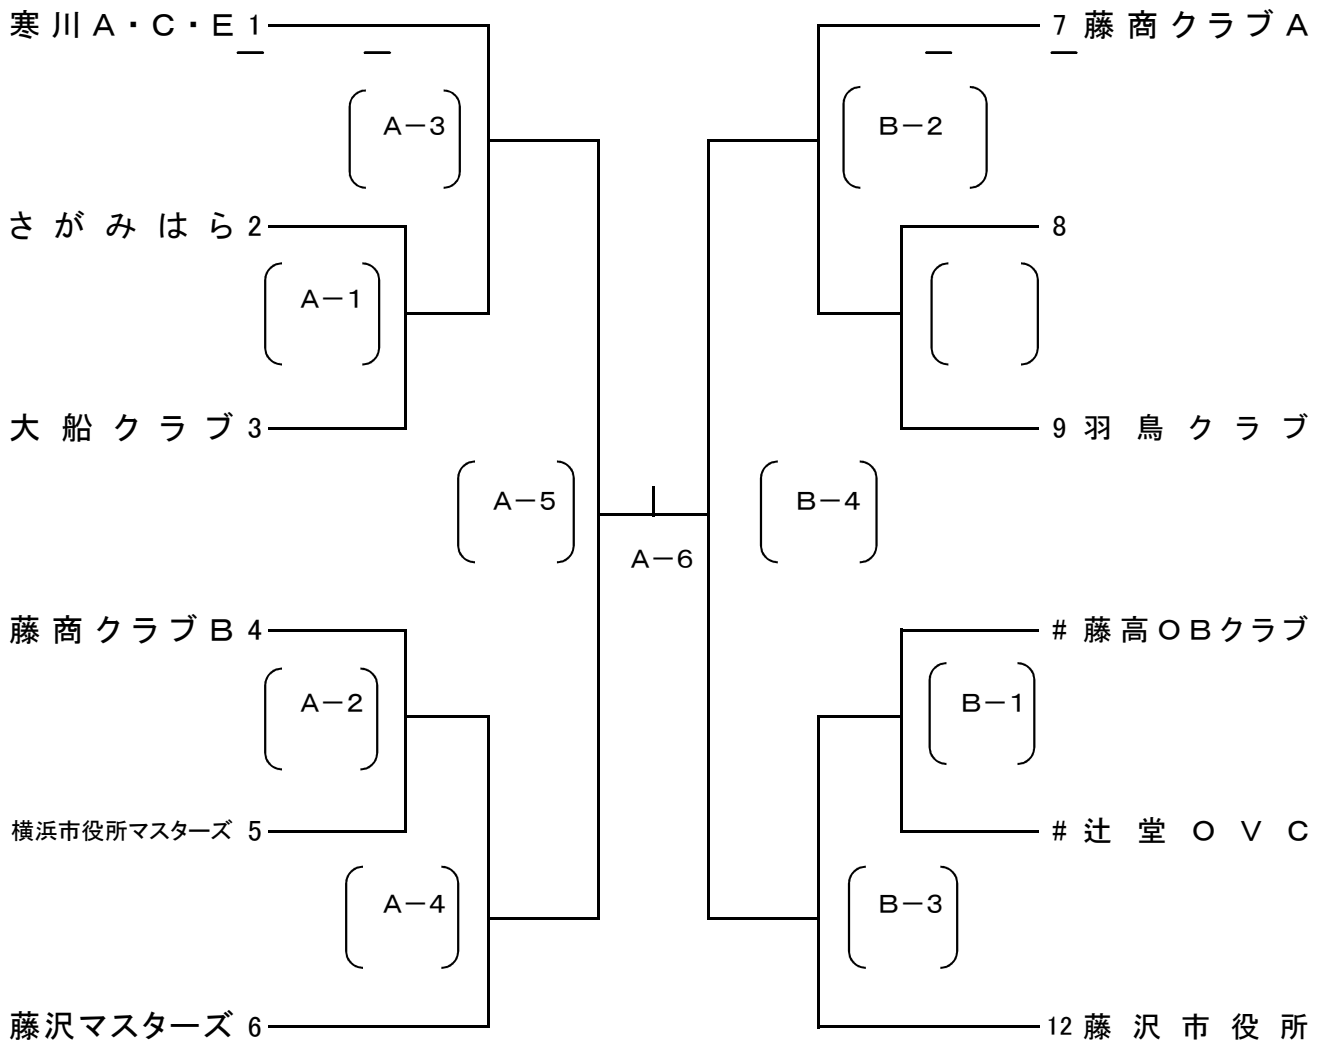 寒川A・C・E 1
7 藤商クラブA
A－3
B－2
さがみはら 2
8
A－1
大船クラブ 3
9 羽鳥クラブ
A－5
B－4
A－6
藤商クラブB 4
# 藤高OBクラブ
A－2
B－1
横浜市役所マスターズ 5
# 辻堂OVC
A－4
B－3
藤沢マスターズ 6
12 藤沢市役所